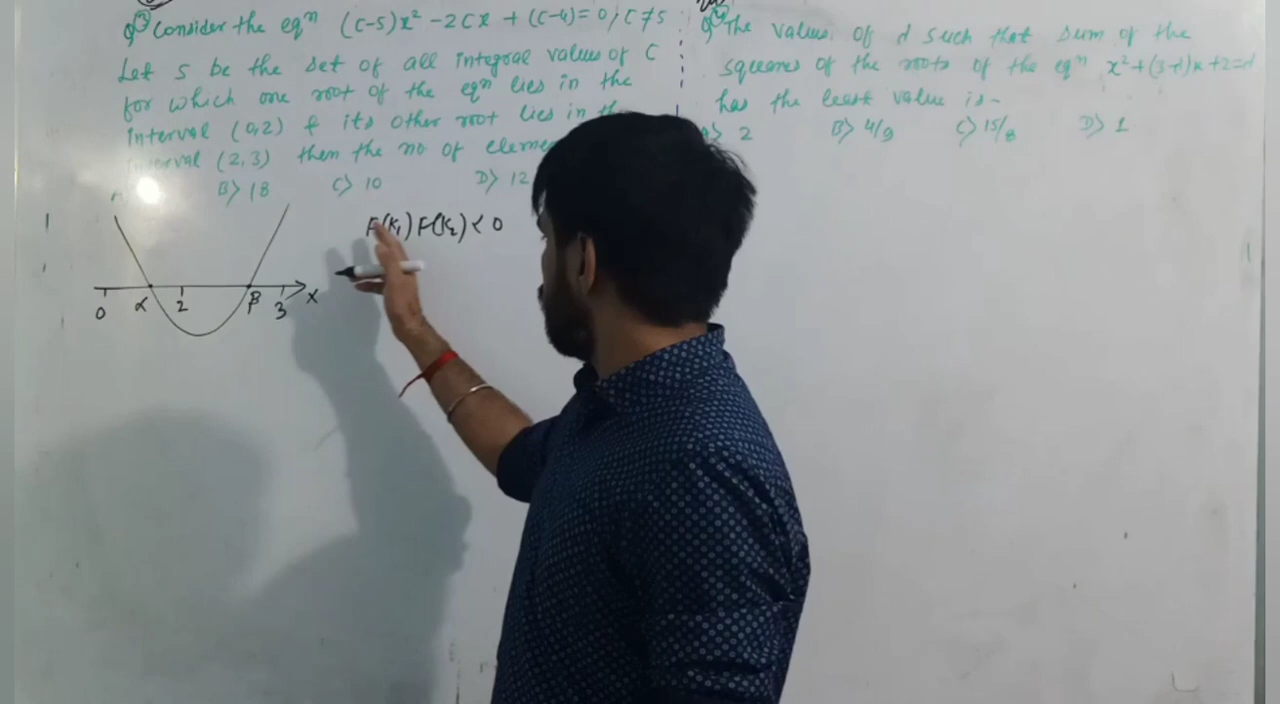 Q③ Consider the eqⁿ (C-5)x² - 2Cx + (C-4) = 0, C ≠ 5
Let S be the set of all integral values of C
for which one root of the eqⁿ lies in the
interval (0,2) & its other root lies in the
interval (2,3) then the no of
B) 18 C) 10 D) 12
F(k₁) F(k₂) < 0
0 α 2 β 3 x
The values of λ such that sum of the
squares of the roots of the eqⁿ x² + (3-λ)x + 2 = λ
has the least value is-
A) 2 B) 4/9 C) 15/8 D) 1